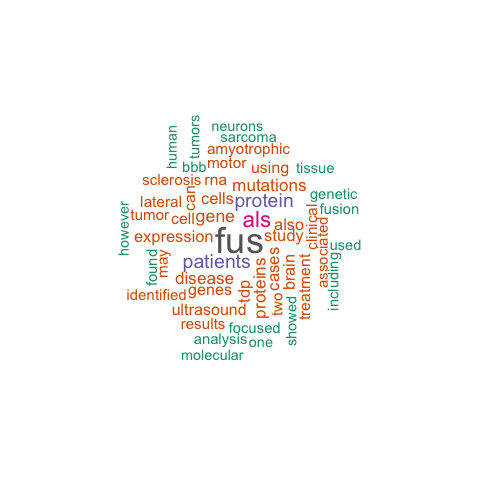 neurons
sarcoma
human
tumors
amyotrophic
bbb
motor
using
tissue
sclerosis
rna
can
mutations
lateral
cells
protein
genetic
fusion
tumor
cell
gene
als
also
clinical
however
expression
fus
study
associated
used
found
may
patients
cases
brain
including
disease
proteins
two
treatment
identified
genes
tdp
ultrasound
showed
results
focused
analysis
one
molecular